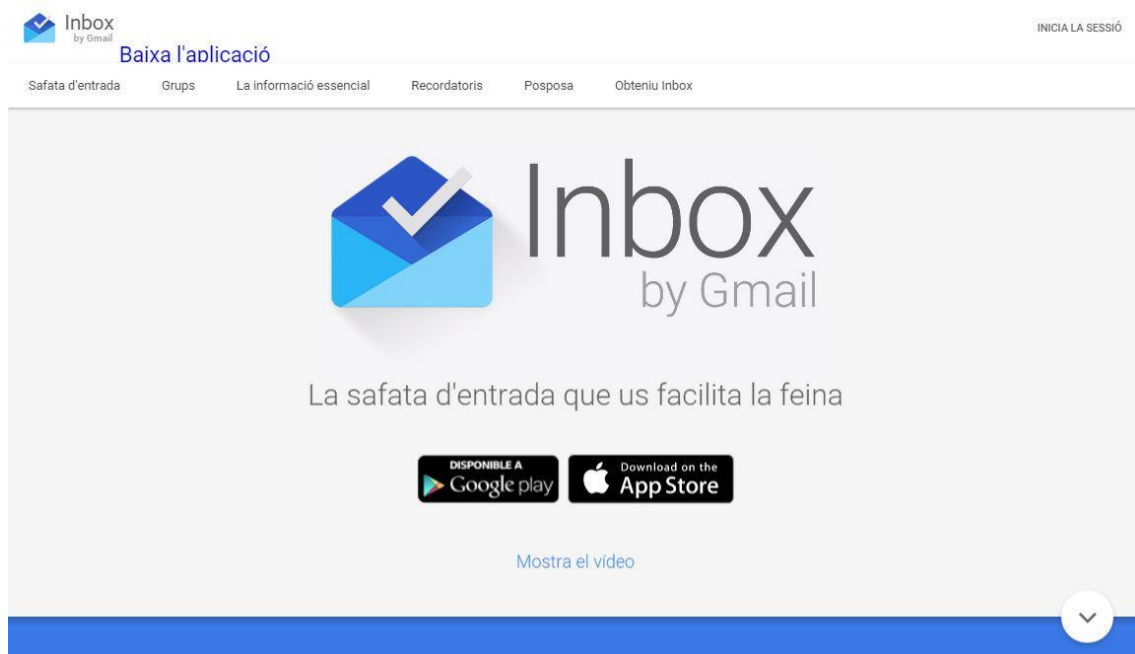 Inbox
by Gmail
INICIA LA SESSIÓ
Baixa l'aplicació
Safata d'entrada Grups La informació essencial Recordatoris Posposa Obteniu Inbox
Inbox
by Gmail
La safata d'entrada que us facilita la feina
DISPONIBLE A
Google play
Download on the
App Store
Mostra el vídeo